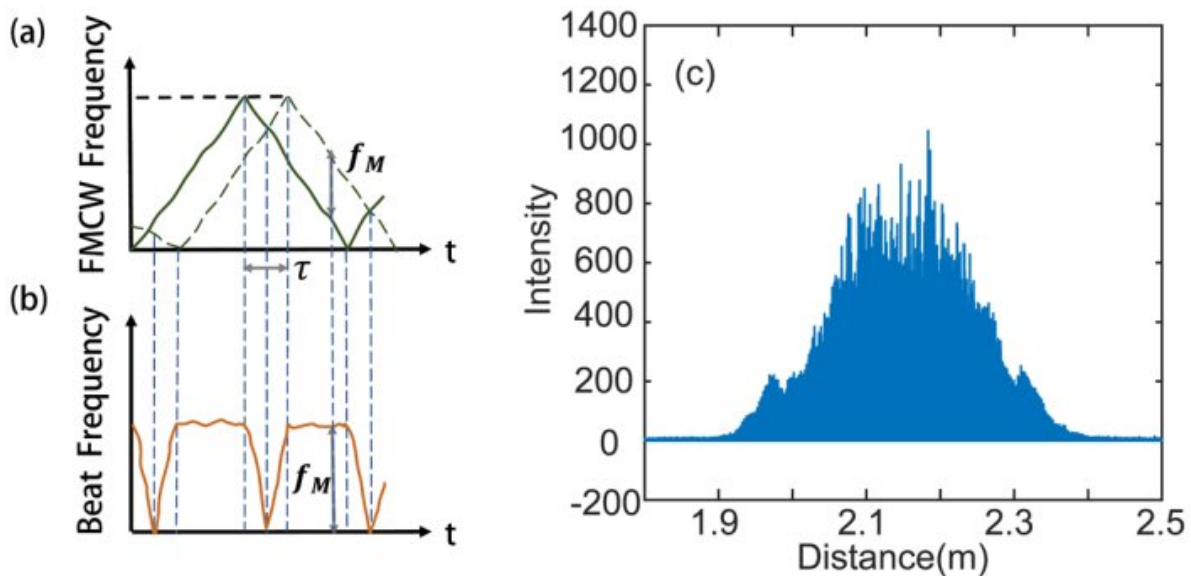 (a)
FMCW Frequency
f_M
τ
t
(b)
Beat Frequency
f_M
t
(c)
Intensity
1400
1200
1000
800
600
400
200
0
-200
1.9
2.1
2.3
2.5
Distance(m)